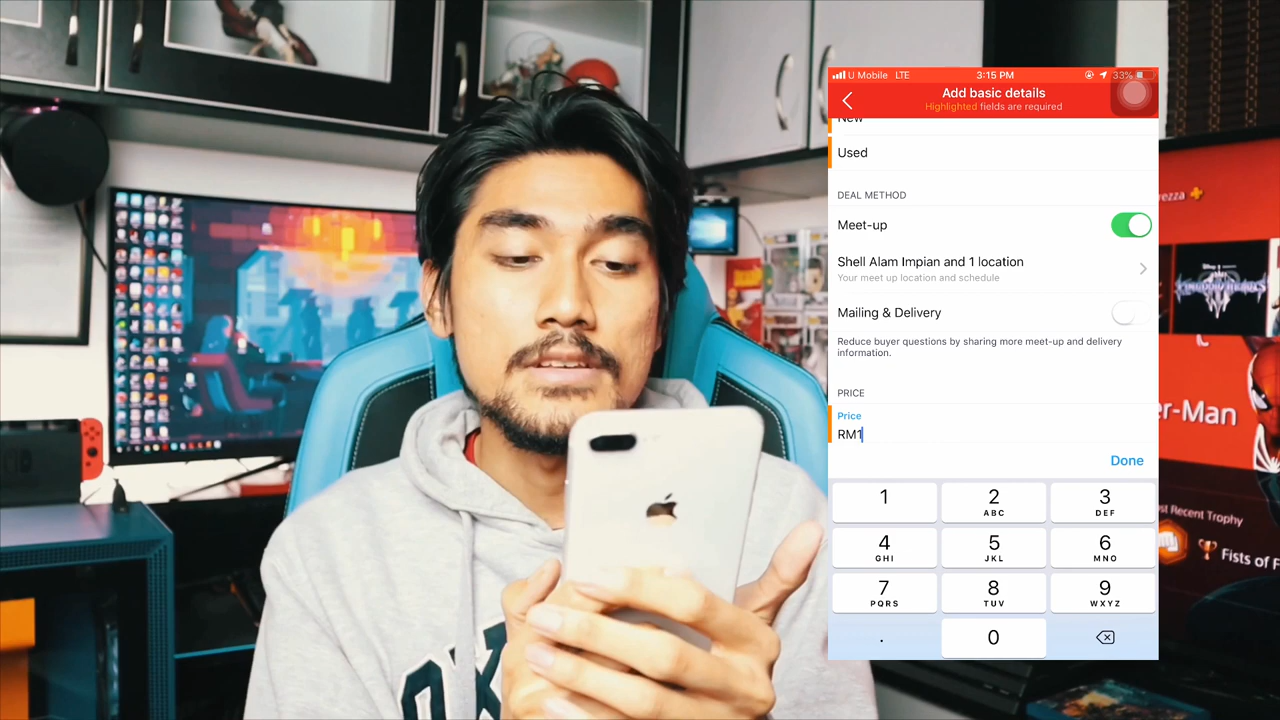 U Mobile LTE 3:15 PM 33%
Add basic details
Highlighted fields are required
New
Used
DEAL METHOD
Meet-up
Shell Alam Impian and 1 location
Your meet up location and schedule
Mailing & Delivery
Reduce buyer questions by sharing more meet-up and delivery
information.
PRICE
Price
RM1
Done
1
2
ABC
3
DEF
4
GHI
5
JKL
6
MNO
7
PQRS
8
TUV
9
WXYZ
.
0
KINGDOM HEARTS
er-Man
st Recent Trophy
Fists of F